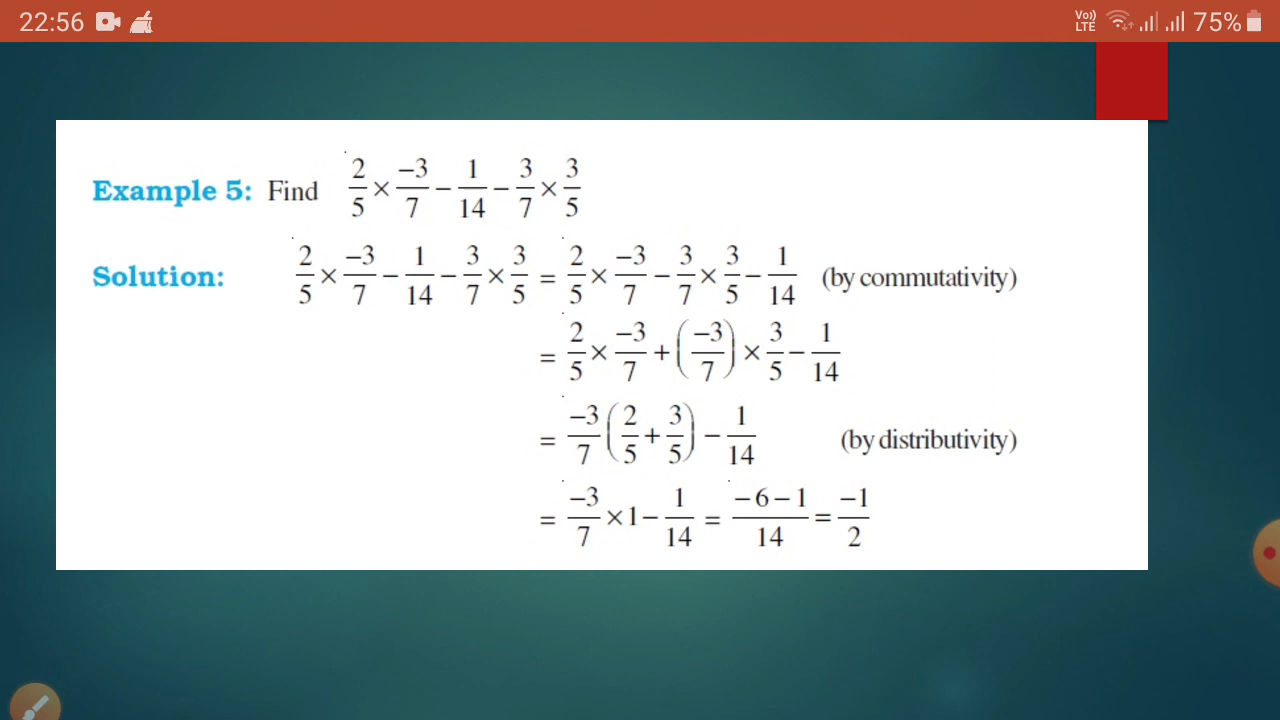 22:56 Vo)) LTE 75%
Example 5: Find 2/5 × -3/7 - 1/14 - 3/7 × 3/5
Solution: 2/5 × -3/7 - 1/14 - 3/7 × 3/5 = 2/5 × -3/7 - 3/7 × 3/5 - 1/14 (by commutativity)
= 2/5 × -3/7 + (-3/7) × 3/5 - 1/14
= -3/7 (2/5 + 3/5) - 1/14 (by distributivity)
= -3/7 × 1 - 1/14 = -6-1/14 = -1/2